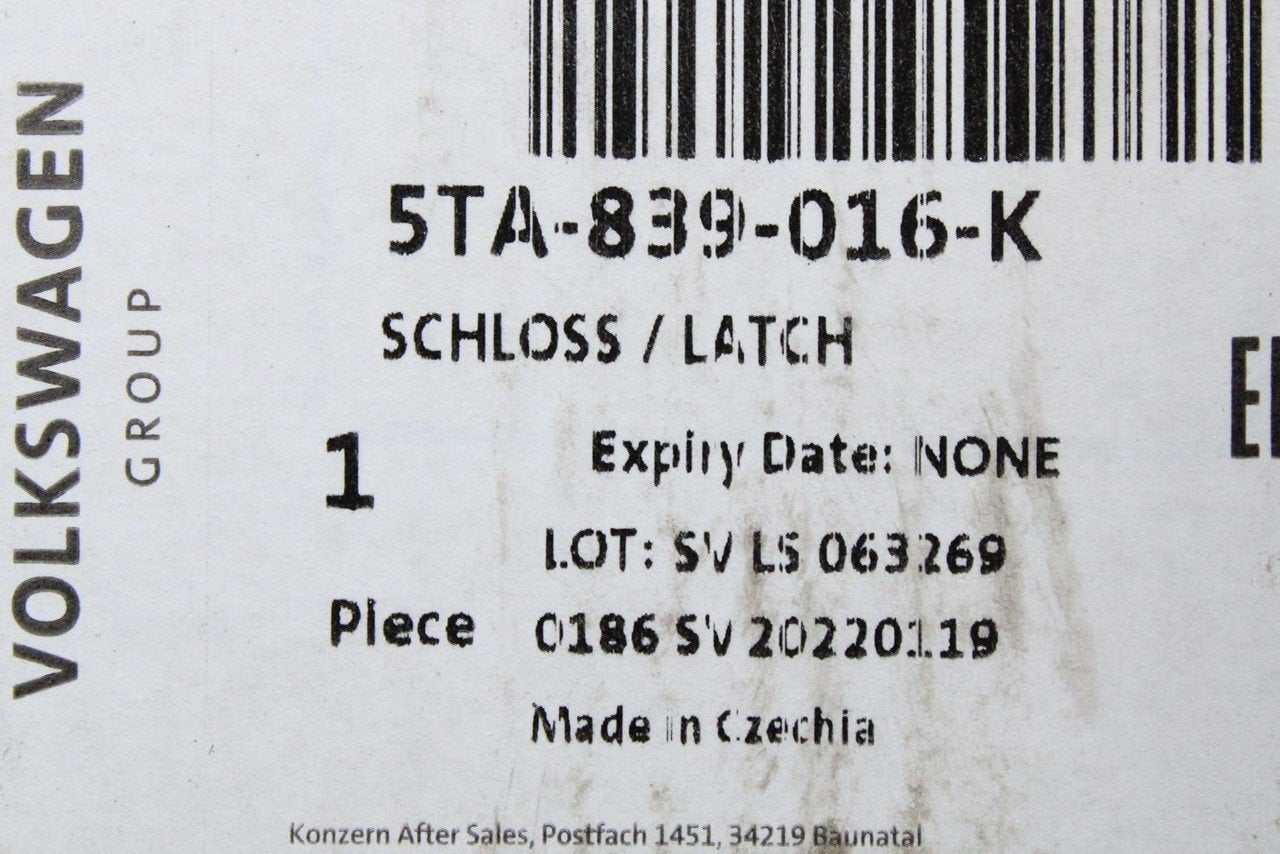 VOLKSWAGEN
GROUP
5TA-839-016-K
SCHLOSS / LATCH
1
Expiry Date: NONE
LOT: SV LS 063269
Piece
0186 SV 20220119
Made in Czechia
Konzern After Sales, Postfach 1451, 34219 Baunatal